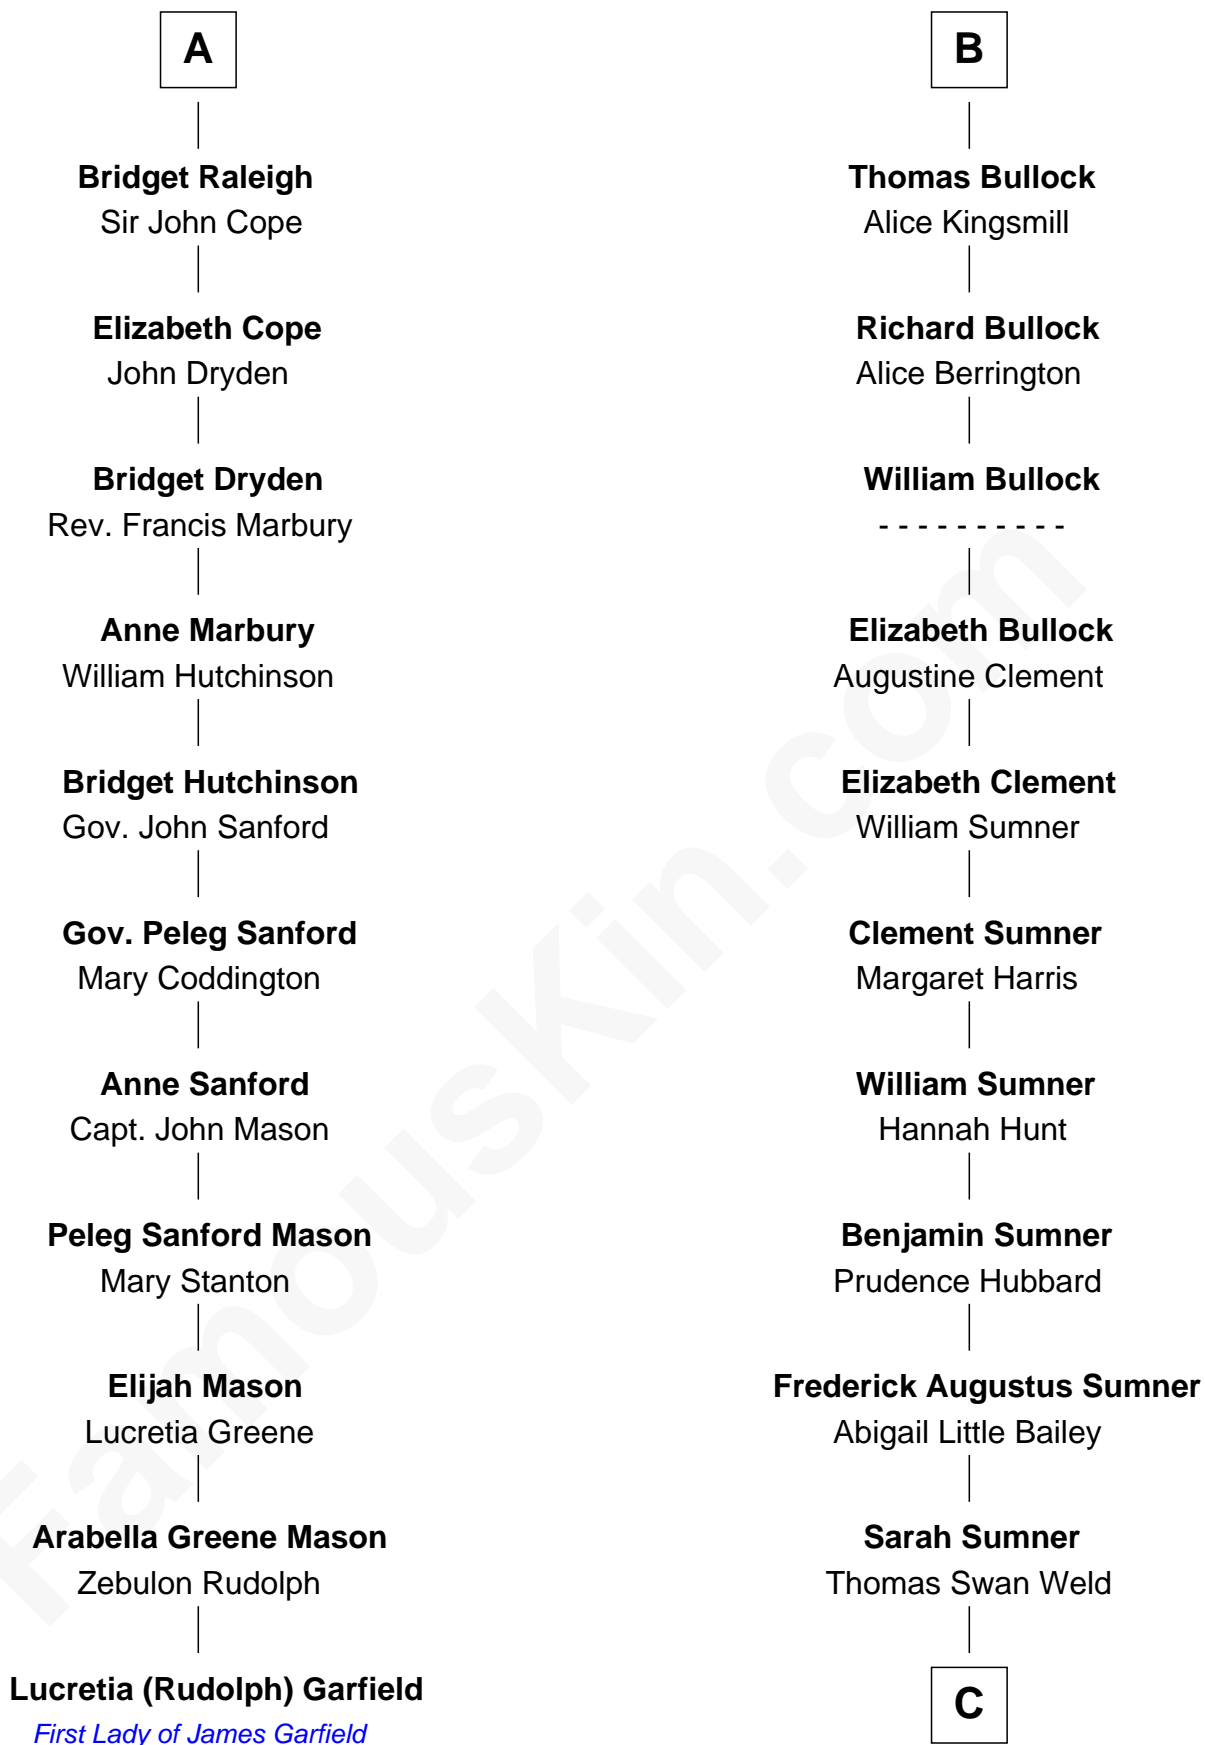 A
Bridget Raleigh
Sir John Cope
Elizabeth Cope
John Dryden
Bridget Dryden
Rev. Francis Marbury
Anne Marbury
William Hutchinson
Bridget Hutchinson
Gov. John Sanford
Gov. Peleg Sanford
Mary Coddington
Anne Sanford
Capt. John Mason
Peleg Sanford Mason
Mary Stanton
Elijah Mason
Lucretia Greene
Arabella Greene Mason
Zebulon Rudolph
Lucretia (Rudolph) Garfield
First Lady of James Garfield
B
Thomas Bullock
Alice Kingsmill
Richard Bullock
Alice Berrington
William Bullock
- - - - - - - - - -
Elizabeth Bullock
Augustine Clement
Elizabeth Clement
William Sumner
Clement Sumner
Margaret Harris
William Sumner
Hannah Hunt
Benjamin Sumner
Prudence Hubbard
Frederick Augustus Sumner
Abigail Little Bailey
Sarah Sumner
Thomas Swan Weld
C
FamousKin.com